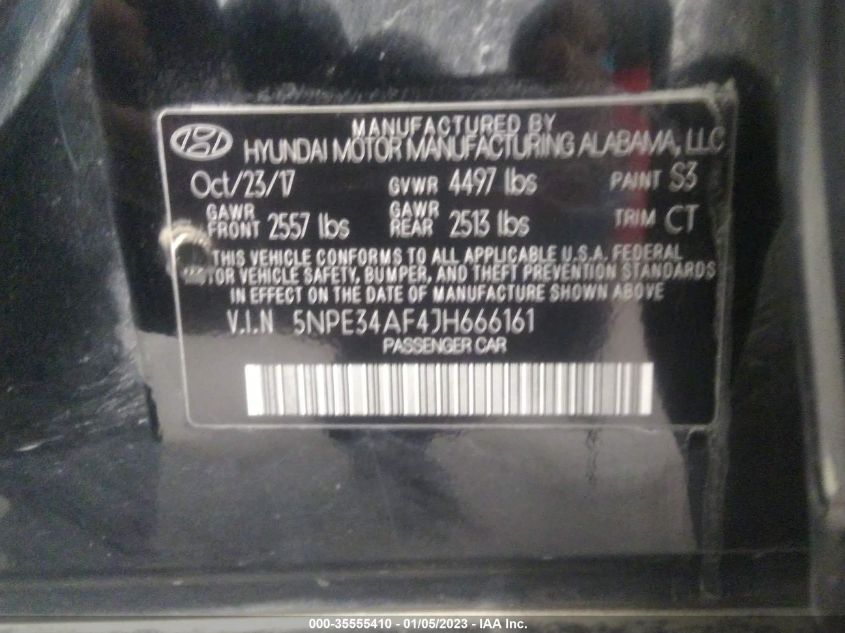 MANUFACTURED BY
HYUNDAI MOTOR MANUFACTURING ALABAMA, LLC
Oct/23/17 GVWR 4497 lbs PAINT S3
GAWR FRONT 2557 lbs GAWR REAR 2513 lbs TRIM CT
THIS VEHICLE CONFORMS TO ALL APPLICABLE U.S.A. FEDERAL
VEHICLE SAFETY, BUMPER, AND THEFT PREVENTION STANDARDS
IN EFFECT ON THE DATE OF MANUFACTURE SHOWN ABOVE
V.I.N 5NPE34AF4JH666161
PASSENGER CAR
000-35555410 - 01/05/2023 - © IAA Inc.